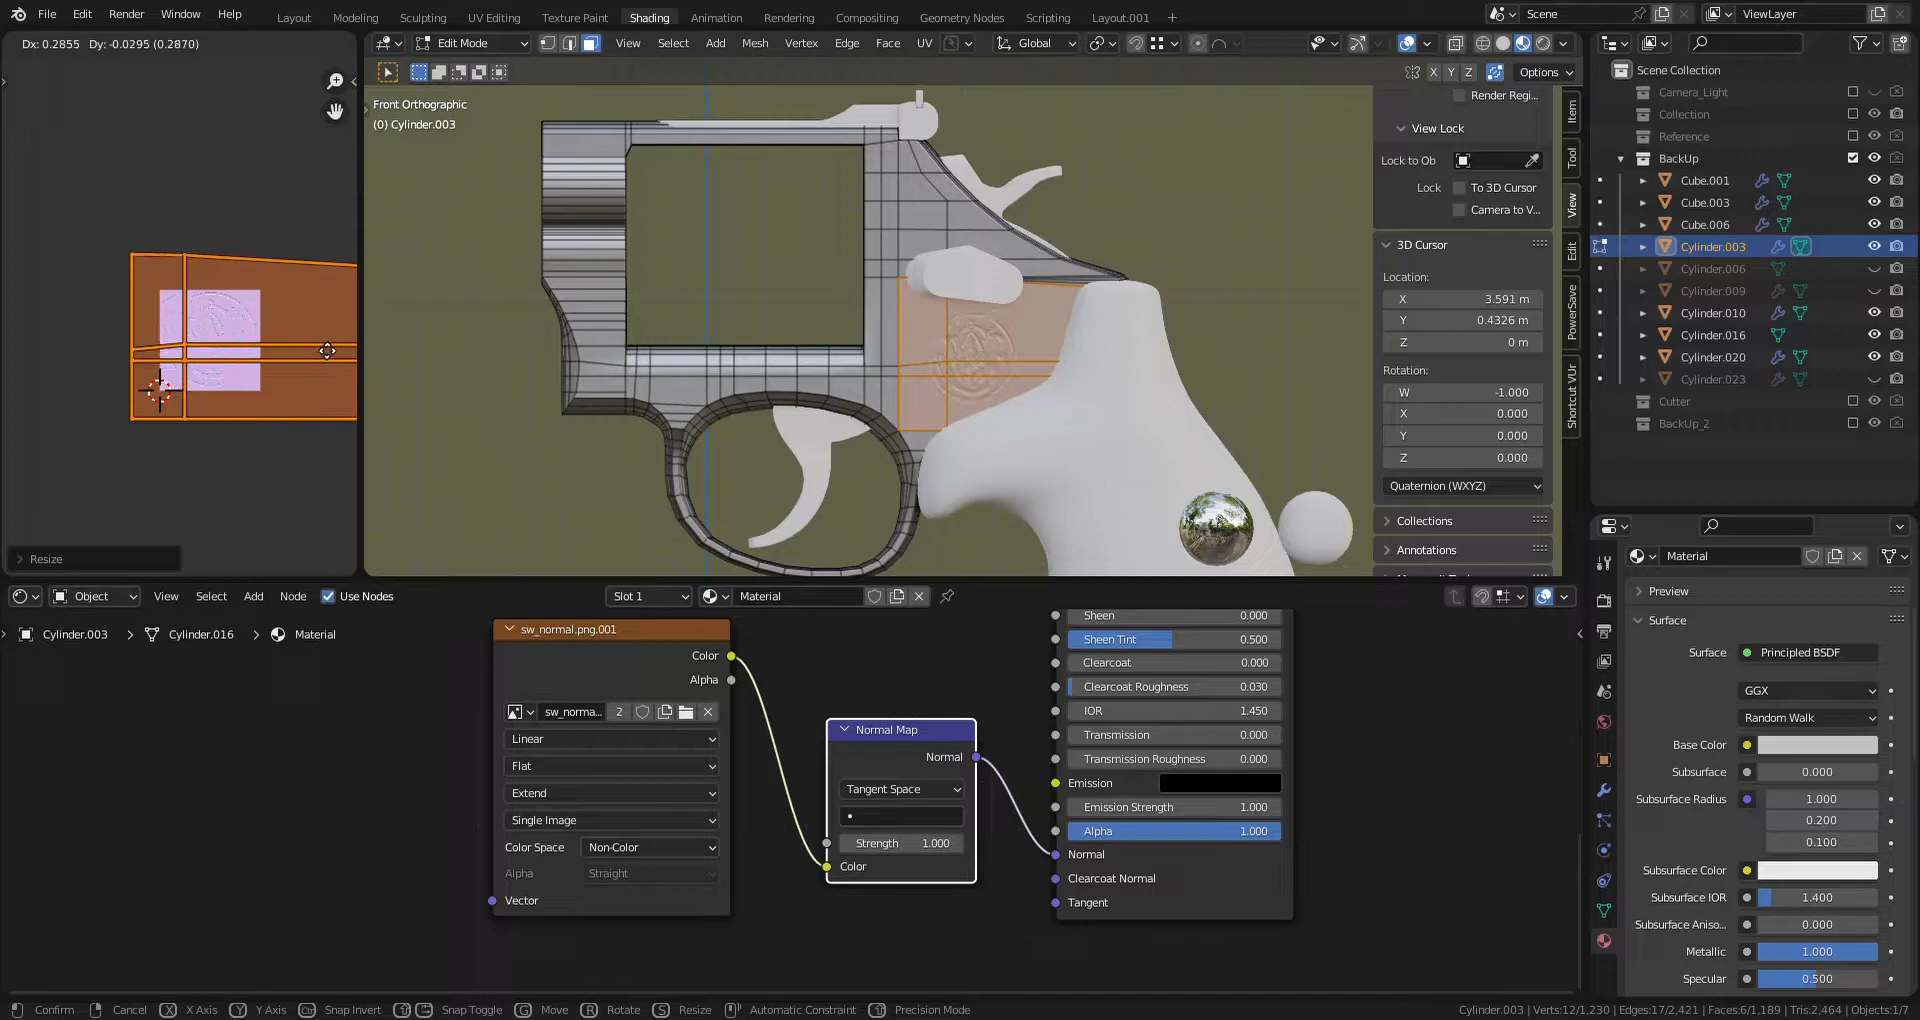 File Edit Render Window Help Layout Modeling Sculpting UV Editing Texture Paint Shading Animation Rendering Compositing Geometry Nodes Scripting Layout.001 + Scene ViewLayer
Dx: 0.2855 Dy: -0.0295 (0.2870)
Edit Mode View Select Add Mesh Vertex Edge Face UV Global
X Y Z Options
Front Orthographic
(0) Cylinder.003
Render Regi...
View Lock
Lock to Ob
Lock To 3D Cursor
Camera to V...
3D Cursor
Location:
X 3.591 m
Y 0.4326 m
Z 0 m
Rotation:
W -1.000
X 0.000
Y 0.000
Z 0.000
Quaternion (WXYZ)
Collections
Annotations
Item
Tool
View
Edit
PowerSave
Shortcut VUr
Scene Collection
Camera_Light
Collection
Reference
BackUp
Cube.001
Cube.003
Cube.006
Cylinder.003
Cylinder.006
Cylinder.009
Cylinder.010
Cylinder.016
Cylinder.020
Cylinder.023
Cutter
BackUp_2
Resize
Object View Select Add Node Use Nodes Slot 1 Material
Cylinder.003 > Cylinder.016 > Material
sw_normal.png.001
Color
Alpha
sw_norma... 2
Linear
Flat
Extend
Single Image
Color Space Non-Color
Alpha Straight
Vector
Normal Map
Normal
Tangent Space
Strength 1.000
Color
Sheen 0.000
Sheen Tint 0.500
Clearcoat 0.000
Clearcoat Roughness 0.030
IOR 1.450
Transmission 0.000
Transmission Roughness 0.000
Emission
Emission Strength 1.000
Alpha 1.000
Normal
Clearcoat Normal
Tangent
Material
Preview
Surface
Surface Principled BSDF
GGX
Random Walk
Base Color
Subsurface 0.000
Subsurface Radius 1.000
0.200
0.100
Subsurface Color
Subsurface IOR 1.400
Subsurface Aniso... 0.000
Metallic 1.000
Specular 0.500
Confirm Cancel X X Axis Y Y Axis Ctrl Snap Invert Snap Toggle G Move R Rotate S Resize Automatic Constraint Precision Mode Cylinder.003 | Verts:12/1,230 | Edges:17/2,421 | Faces:6/1,189 | Tris:2,464 | Objects:1/7